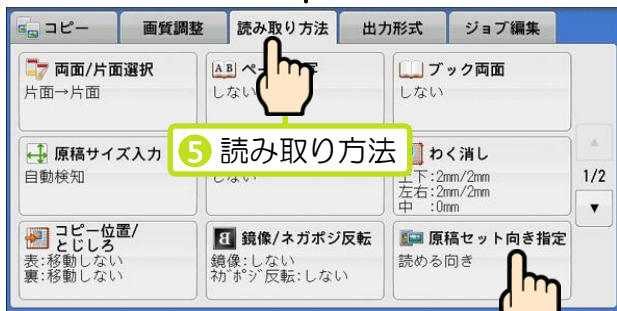 コピー 画質調整 読み取り方法 出力形式 ジョブ編集
両面/片面選択
片面→片面
しない
ブック両面
しない
❺ 読み取り方法
原稿サイズ入力
自動検知
わく消し
上下:2mm/2mm
左右:2mm/2mm
中 :0mm
1/2
コピー位置/
とじしろ
表:移動しない
裏:移動しない
鏡像/ネガポジ反転
鏡像:しない
ネガポジ反転:しない
原稿セット向き指定
読める向き